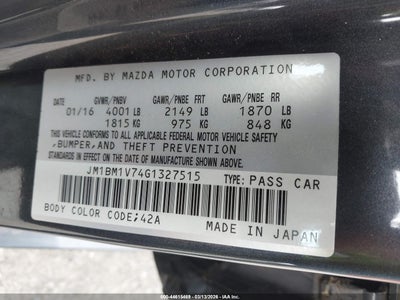 MFD. BY MAZDA MOTOR CORPORATION
DATE GVWR/PNBV GAWR/PNBE FRT GAWR/PNBE RR
01/16 4001 LB 2149 LB 1870 LB
1815 KG 975 KG 848 KG
THIS VEHICLE CONFORMS TO ALL APPLICABLE FEDERAL MOTOR VEHICLE SAFETY
,BUMPER,AND THEFT PREVENTION
STANDARDS IN EFFECT ON THE DATE OF MANUFACTURE SHOWN ABOVE.
JM1BM1V74G1327515 TYPE: PASS CAR
BODY COLOR CODE;42A MADE IN JAPAN